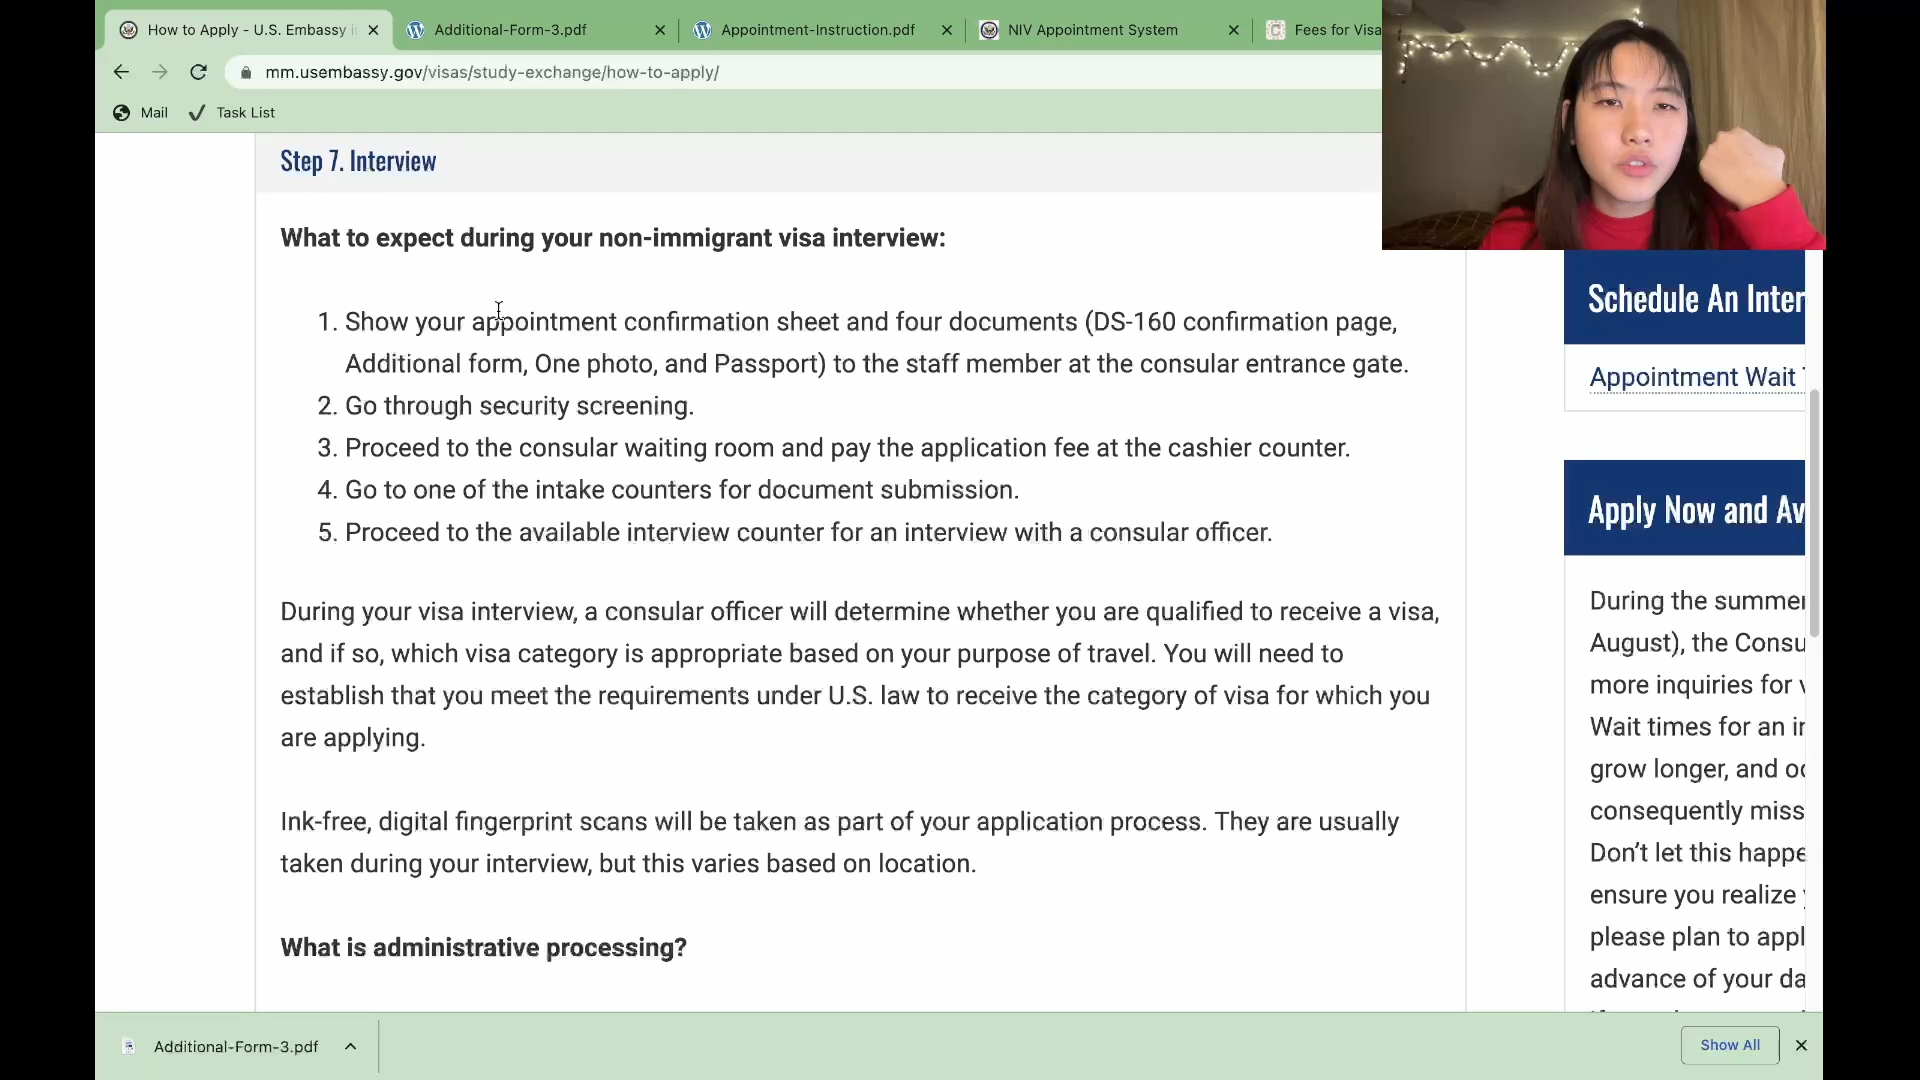 How to Apply - U.S. Embassy i
Additional-Form-3.pdf
Appointment-Instruction.pdf
NIV Appointment System
Fees for Visa
mm.usembassy.gov/visas/study-exchange/how-to-apply/
Mail
Task List
Step 7. Interview
What to expect during your non-immigrant visa interview:
1. Show your appointment confirmation sheet and four documents (DS-160 confirmation page,
Additional form, One photo, and Passport) to the staff member at the consular entrance gate.
2. Go through security screening.
3. Proceed to the consular waiting room and pay the application fee at the cashier counter.
4. Go to one of the intake counters for document submission.
5. Proceed to the available interview counter for an interview with a consular officer.
During your visa interview, a consular officer will determine whether you are qualified to receive a visa,
and if so, which visa category is appropriate based on your purpose of travel. You will need to
establish that you meet the requirements under U.S. law to receive the category of visa for which you
are applying.
Ink-free, digital fingerprint scans will be taken as part of your application process. They are usually
taken during your interview, but this varies based on location.
What is administrative processing?
Schedule An Inter
Appointment Wait
Apply Now and Av
During the summer
August), the Consu
more inquiries for
Wait times for an in
grow longer, and oc
consequently miss
Don't let this happe
ensure you realize
please plan to appl
advance of your da
Additional-Form-3.pdf
Show All